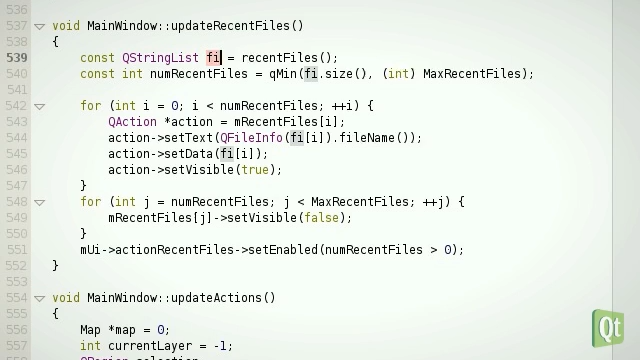 536
537 void MainWindow::updateRecentFiles()
538 {
539 const QStringList fi = recentFiles();
540 const int numRecentFiles = qMin(fi.size(), (int) MaxRecentFiles);
541
542 for (int i = 0; i < numRecentFiles; ++i) {
543 QAction *action = mRecentFiles[i];
544 action->setText(QFileInfo(fi[i]).fileName());
545 action->setData(fi[i]);
546 action->setVisible(true);
547 }
548 for (int j = numRecentFiles; j < MaxRecentFiles; ++j) {
549 mRecentFiles[j]->setVisible(false);
550 }
551 mUi->actionRecentFiles->setEnabled(numRecentFiles > 0);
552 }
553
554 void MainWindow::updateActions()
555 {
556 Map *map = 0;
557 int currentLayer = -1;
QRegion selection
Qt